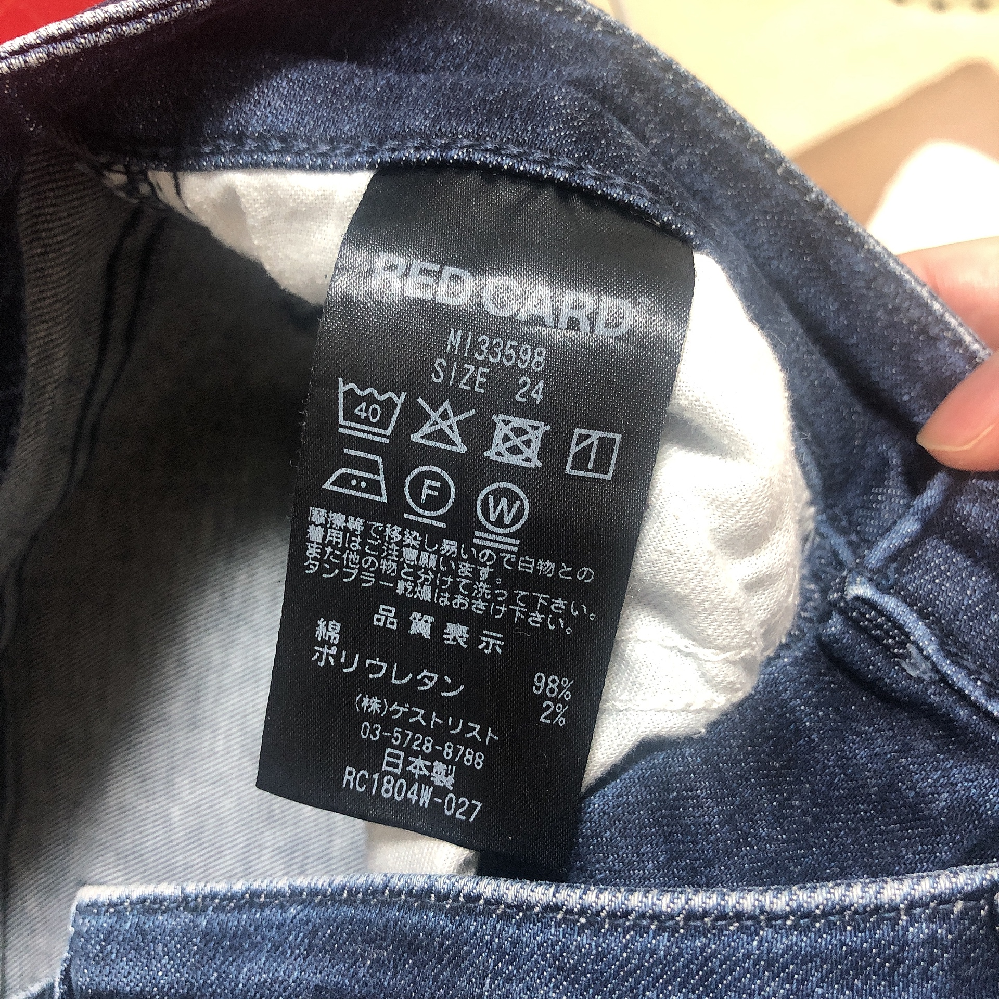 RED CARD
MI33598
SIZE 24
40
F
W
摩擦等で移染し易いので白物との
着用はご注意願います。
また他の物と分けて洗って下さい。
タンブラー乾燥はおさけ下さい。
品質表示
綿 98%
ポリウレタン 2%
(株)ゲストリスト
03-5728-8788
日本製
RC1804W-027